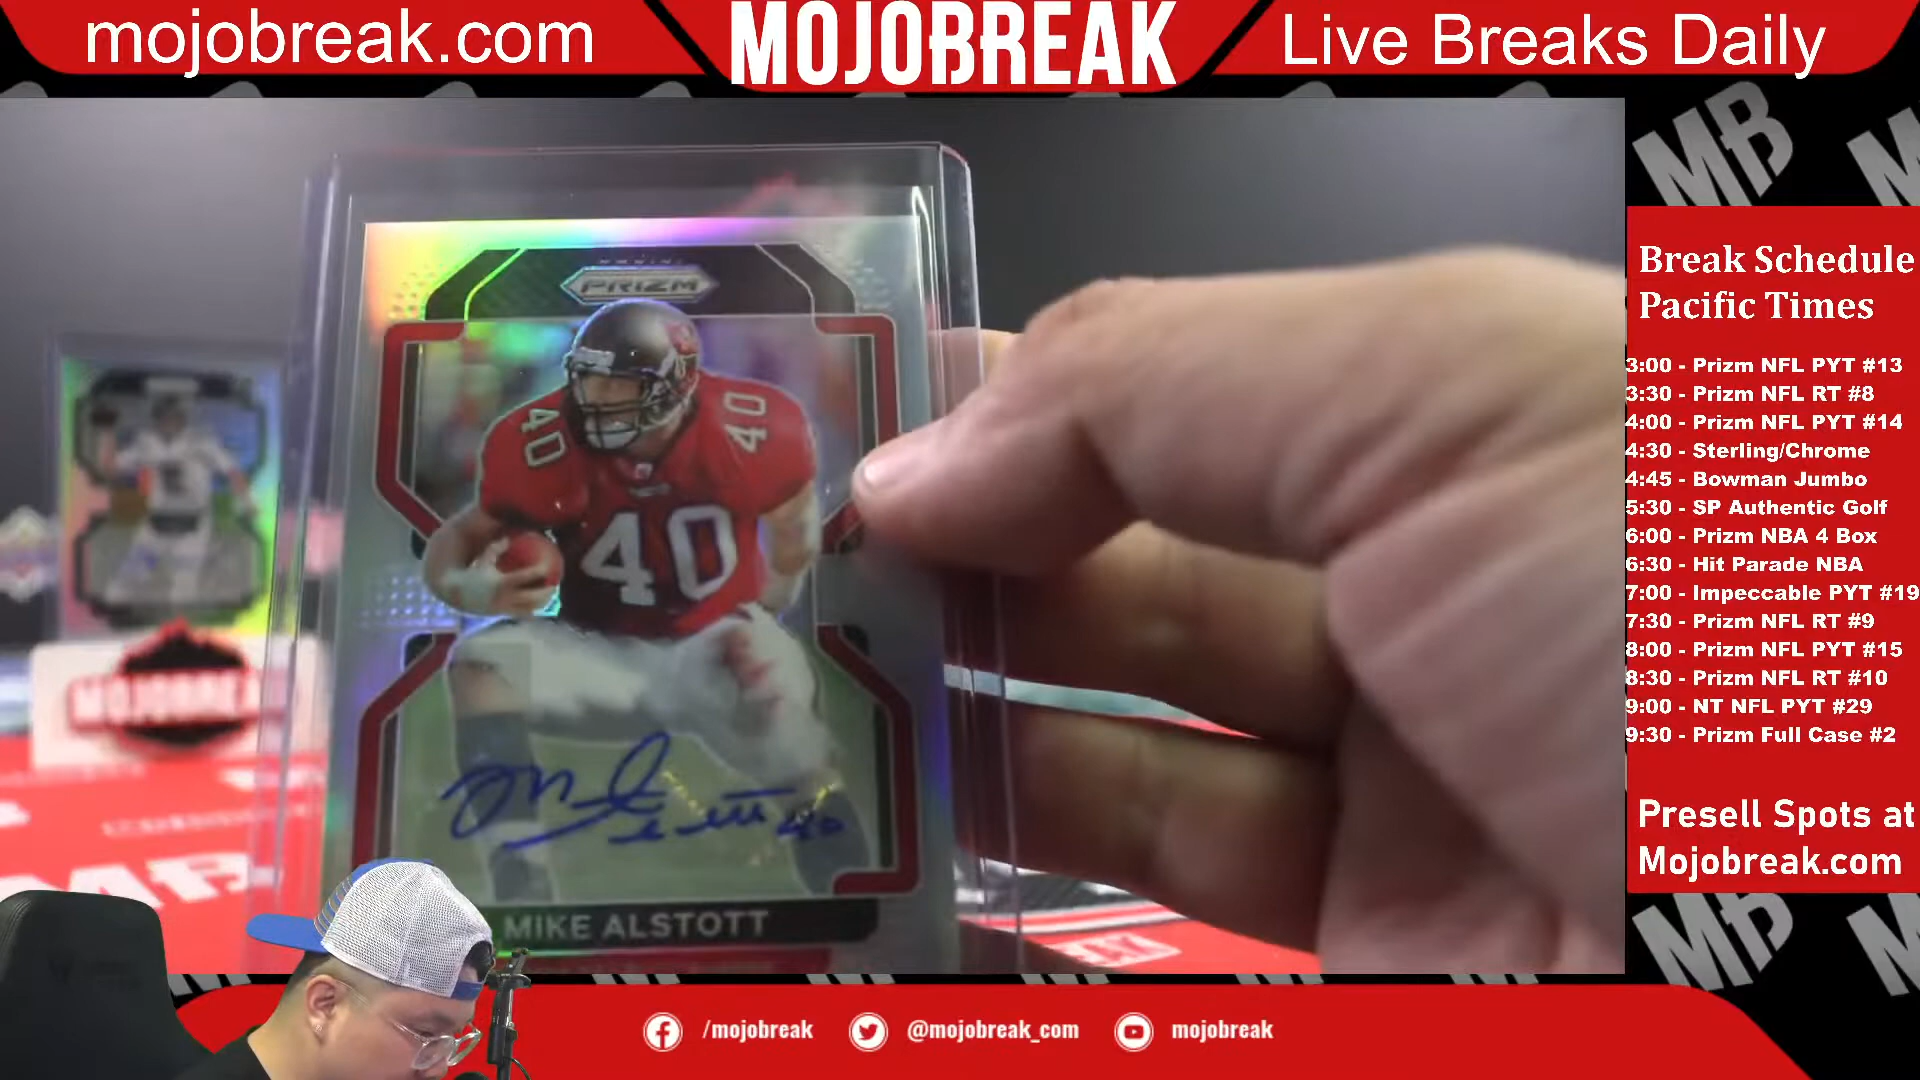 mojobreak.com
MOJOBREAK
Live Breaks Daily
PRIZM
40
40
40
40
MIKE ALSTOTT
MOJOBREAK
MB
Break Schedule
Pacific Times
3:00 - Prizm NFL PYT #13
3:30 - Prizm NFL RT #8
4:00 - Prizm NFL PYT #14
4:30 - Sterling/Chrome
4:45 - Bowman Jumbo
5:30 - SP Authentic Golf
6:00 - Prizm NBA 4 Box
6:30 - Hit Parade NBA
7:00 - Impeccable PYT #19
7:30 - Prizm NFL RT #9
8:00 - Prizm NFL PYT #15
8:30 - Prizm NFL RT #10
9:00 - NT NFL PYT #29
9:30 - Prizm Full Case #2
Presell Spots at
Mojobreak.com
MB
/mojobreak
@mojobreak_com
mojobreak